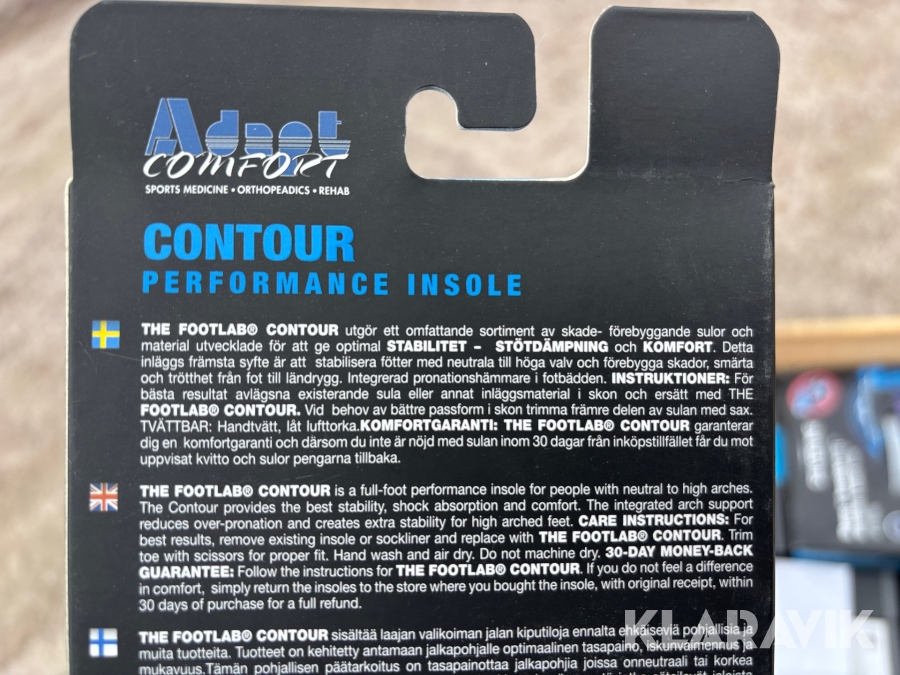 Adapt
COMFORT
SPORTS MEDICINE • ORTHOPEADICS • REHAB
CONTOUR
PERFORMANCE INSOLE
THE FOOTLAB® CONTOUR utgör ett omfattande sortiment av skade- förebyggande sulor och
material utvecklade för att ge optimal STABILITET – STÖTDÄMPNING och KOMFORT. Detta
inläggs främsta syfte är att stabilisera fötter med neutrala till höga valv och förebygga skador, smärta
och trötthet från fot till ländrygg. Integrerad pronationshämmare i fotbädden. INSTRUKTIONER: För
bästa resultat avlägsna existerande sula eller annat inläggsmaterial i skon och ersätt med THE
FOOTLAB® CONTOUR. Vid behov av bättre passform i skon trimma främre delen av sulan med sax.
TVÄTTBAR: Handtvätt, låt lufttorka.KOMFORTGARANTI: THE FOOTLAB® CONTOUR garanterar
dig en komfortgaranti och därsom du inte är nöjd med sulan inom 30 dagar från inköpstillfället får du mot
uppvisat kvitto och sulor pengarna tillbaka.
THE FOOTLAB® CONTOUR is a full-foot performance insole for people with neutral to high arches.
The Contour provides the best stability, shock absorption and comfort. The integrated arch support
reduces over-pronation and creates extra stability for high arched feet. CARE INSTRUCTIONS: For
best results, remove existing insole or sockliner and replace with THE FOOTLAB® CONTOUR. Trim
toe with scissors for proper fit. Hand wash and air dry. Do not machine dry. 30-DAY MONEY-BACK
GUARANTEE: Follow the instructions for THE FOOTLAB® CONTOUR. If you do not feel a difference
in comfort, simply return the insoles to the store where you bought the insole, with original receipt, within
30 days of purchase for a full refund.
THE FOOTLAB® CONTOUR sisältää laajan valikoiman jalan kiputiloja ennalta ehkäiseviä pohjallisia ja
muita tuotteita. Tuotteet on kehitetty antamaan jalkapohjalle optimaalinen tasapaino, iskunvaimennus ja
mukavuus.Tämän pohjallisen päätarkoitus on tasapainottaa jalkapohjia joissa onneutraali tai korkea
KLARAVIK